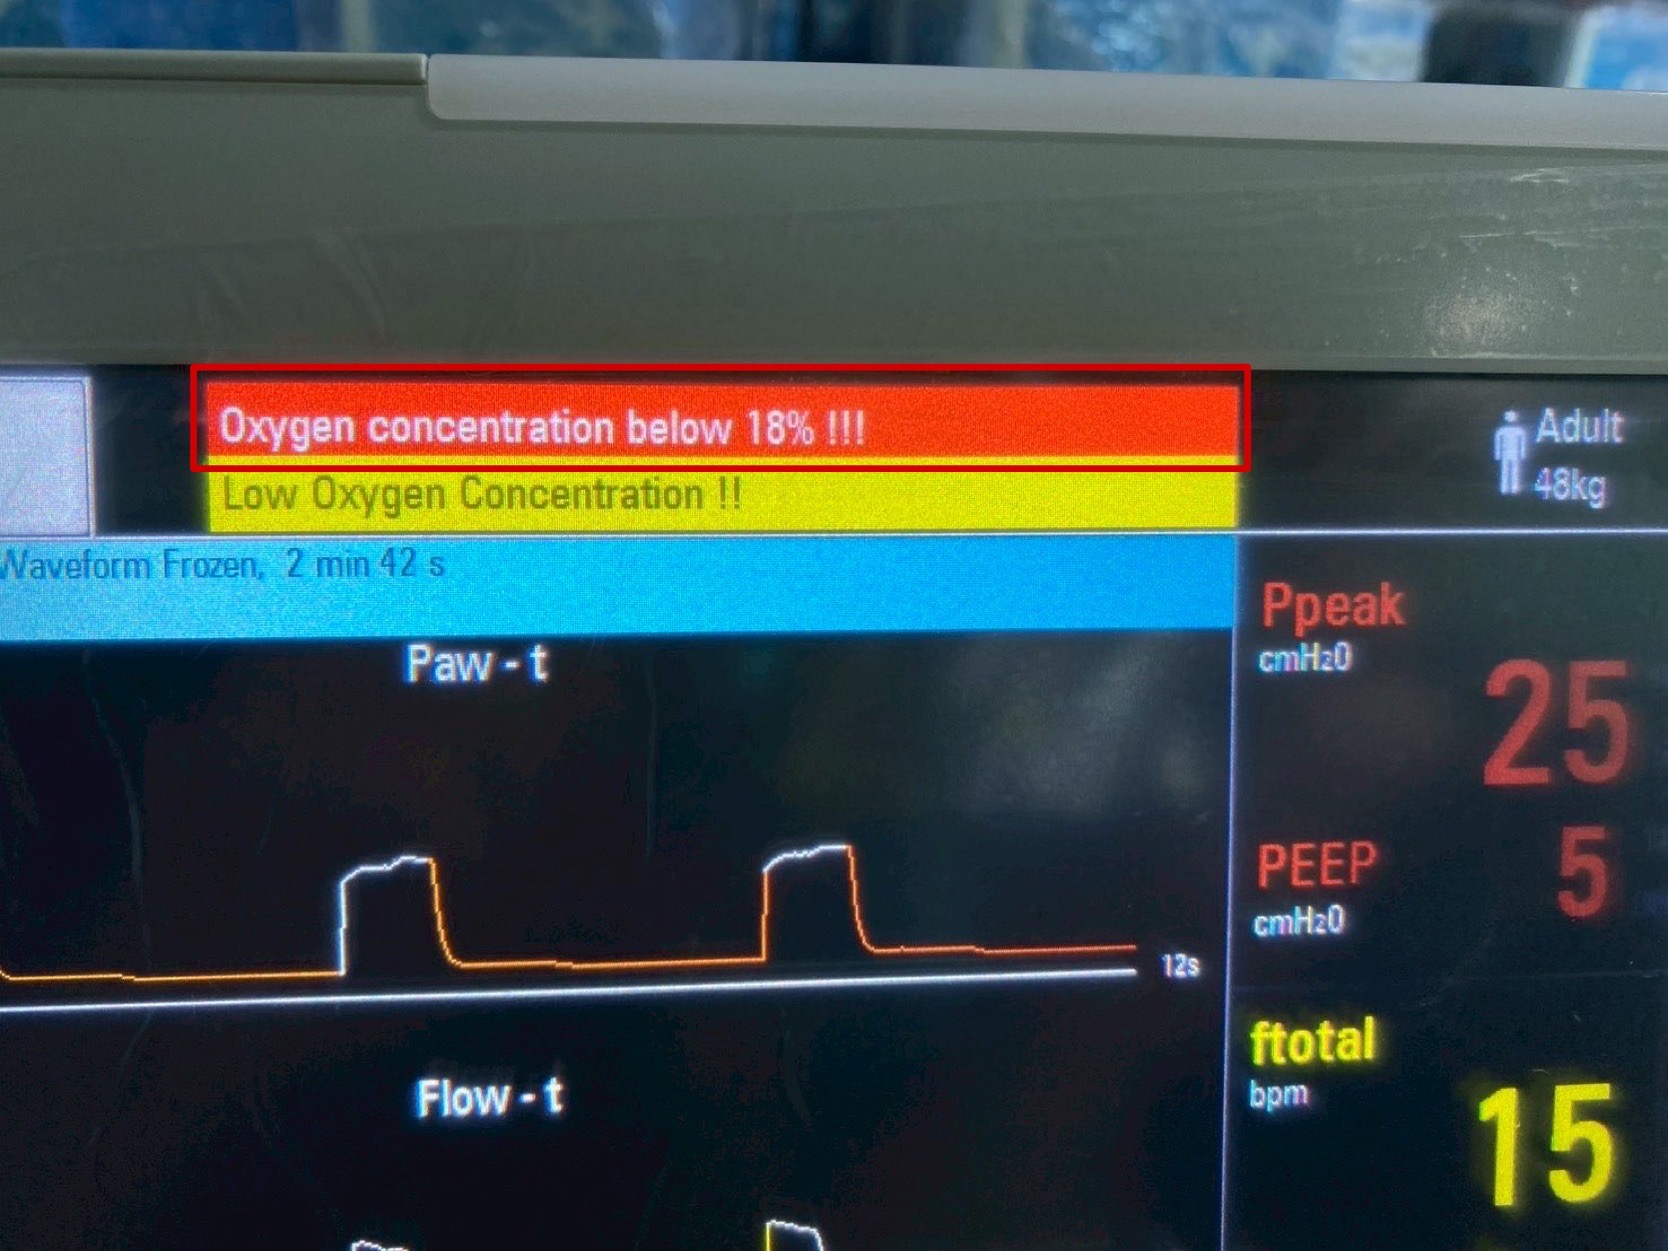 Oxygen concentration below 18% !!!
Low Oxygen Concentration !!
Adult
48kg
Waveform Frozen, 2 min 42 s
Paw - t
12s
Flow - t
Ppeak
cmH2O
25
PEEP
cmH2O
5
ftotal
bpm
15